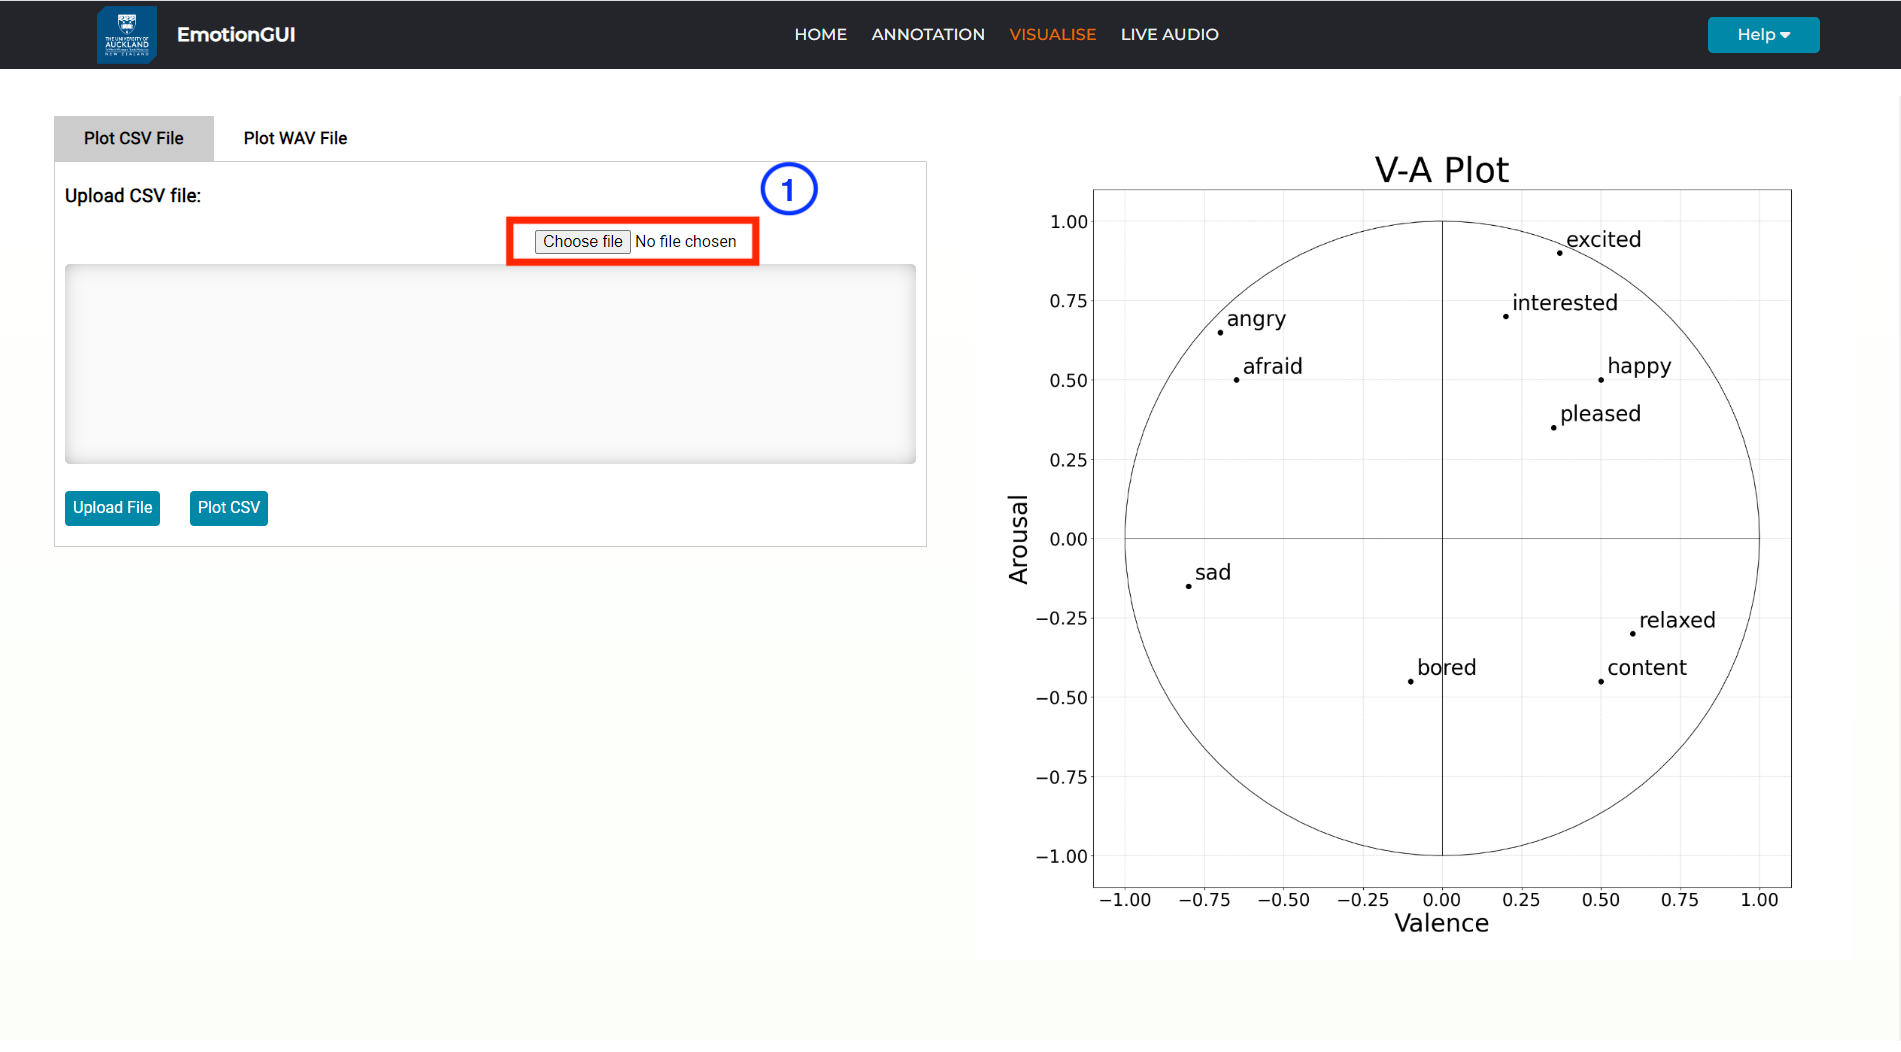 THE UNIVERSITY OF
AUCKLAND
NEW ZEALAND
EmotionGUI
HOME ANNOTATION VISUALISE LIVE AUDIO
Help
Plot CSV File Plot WAV File
Upload CSV file:
1
Choose file No file chosen
Upload File Plot CSV
V-A Plot
1.00
0.75
0.50
0.25
0.00
−0.25
−0.50
−0.75
−1.00
Arousal
excited
interested
angry
afraid
happy
pleased
sad
relaxed
bored
content
−1.00 −0.75 −0.50 −0.25 0.00 0.25 0.50 0.75 1.00
Valence